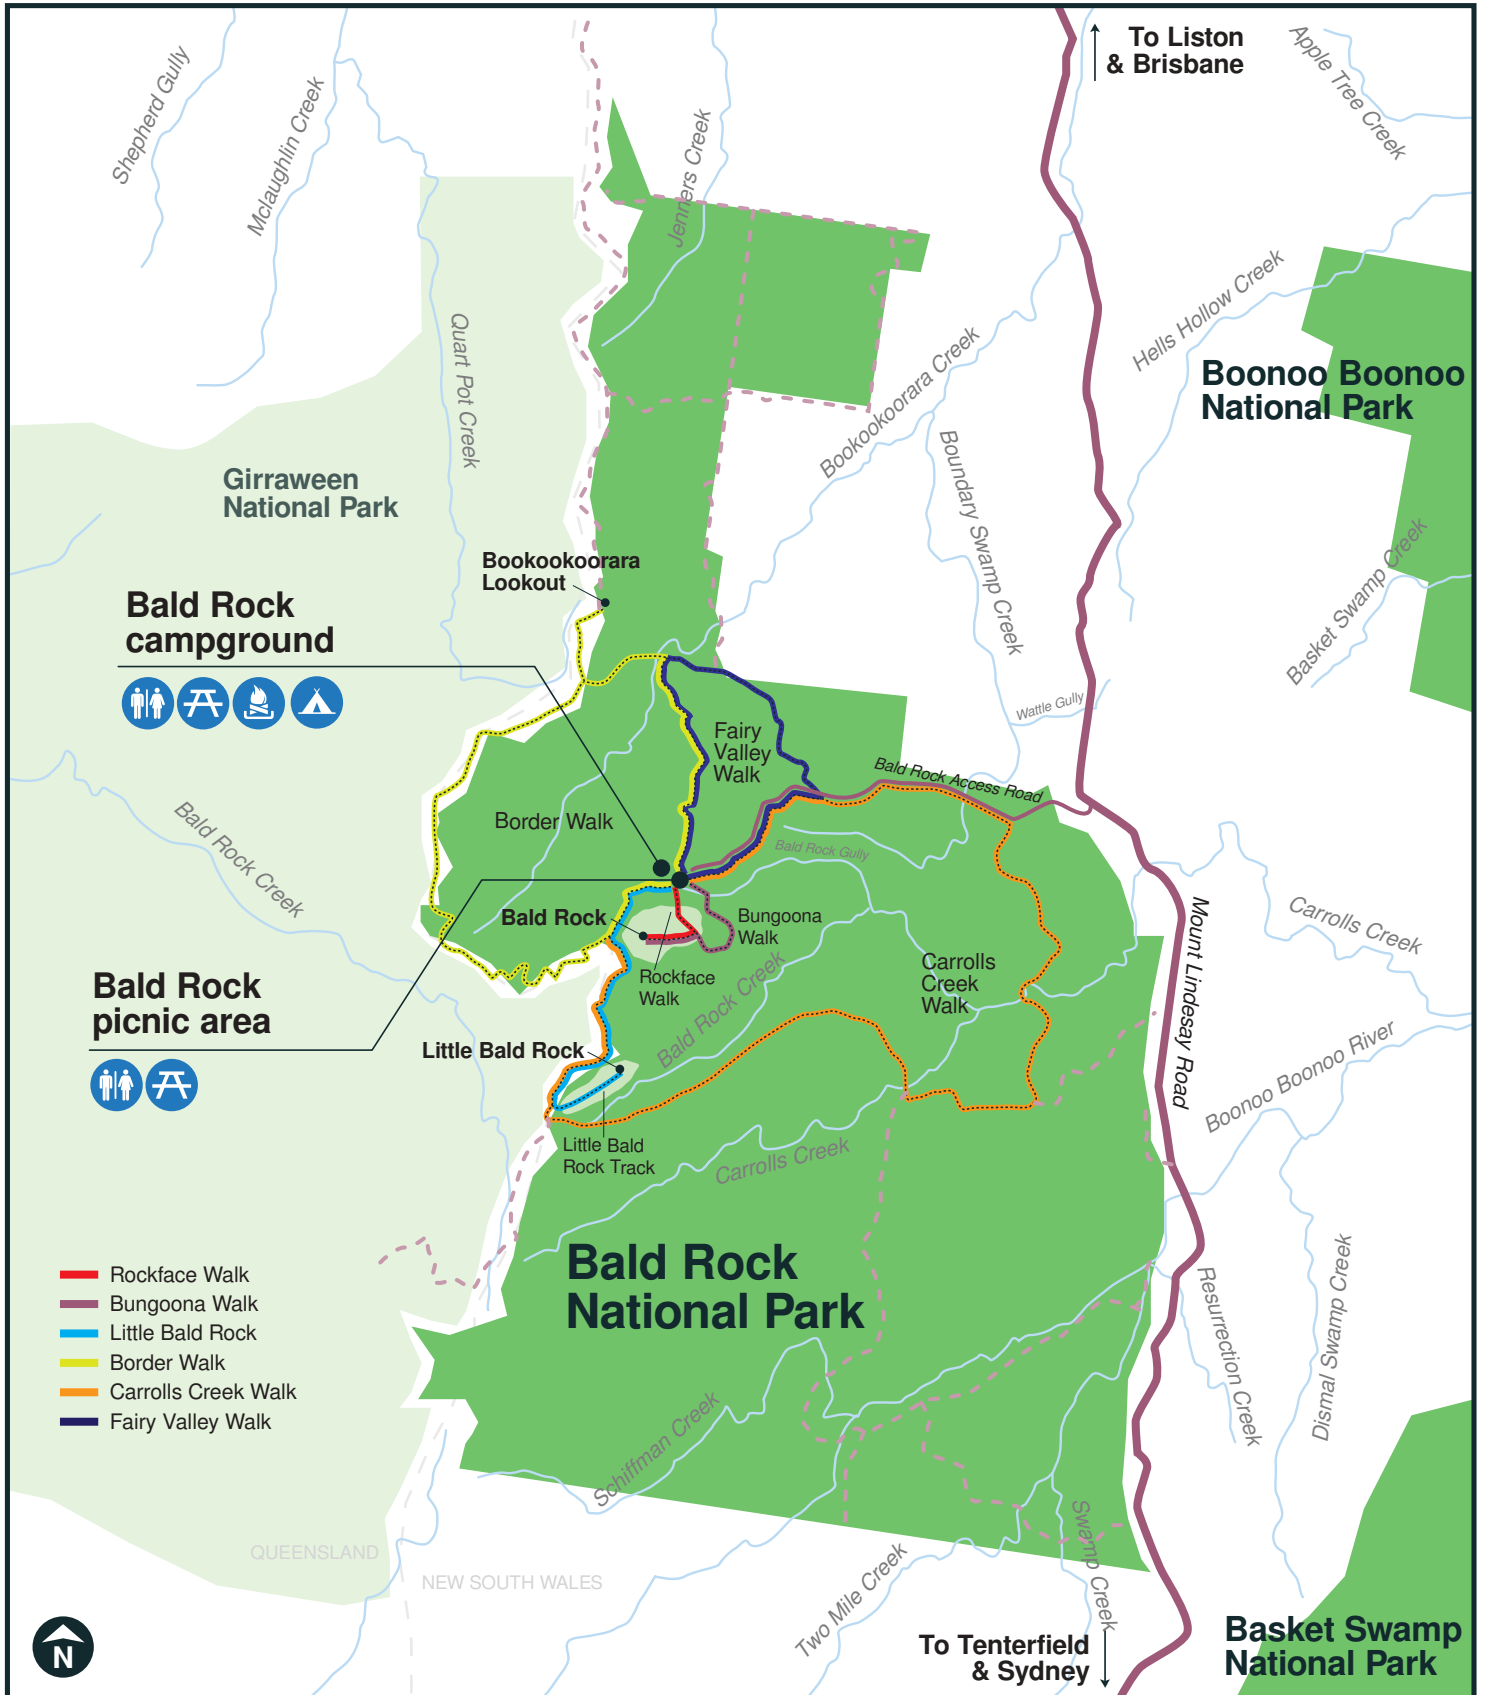 To Liston
& Brisbane
Shepherd Gully
Mclaughlin Creek
Jenners Creek
Apple Tree Creek
Quart Pot Creek
Hells Hollow Creek
Bookookoorara Creek
Boonoo Boonoo
National Park
Girraween
National Park
Boundary Swamp Creek
Basket Swamp Creek
Bookookoorara
Lookout
Bald Rock
campground
Wattle Gully
Fairy
Valley
Walk
Bald Rock Access Road
Border Walk
Bald Rock Creek
Bald Rock Gully
Bald Rock
Bungoona
Walk
Mount Lindesay Road
Carrolls Creek
Rockface
Walk
Carrolls
Creek
Walk
Bald Rock
picnic area
Bald Rock Creek
Little Bald Rock
Boonoo Boonoo River
Little Bald
Rock Track
Carrolls Creek
Bald Rock
National Park
Rockface Walk
Bungoona Walk
Little Bald Rock
Border Walk
Carrolls Creek Walk
Fairy Valley Walk
Resurrection Creek
Dismal Swamp Creek
Schiffman Creek
Swamp Creek
QUEENSLAND
NEW SOUTH WALES
Two Mile Creek
To Tenterfield
& Sydney
Basket Swamp
National Park
N